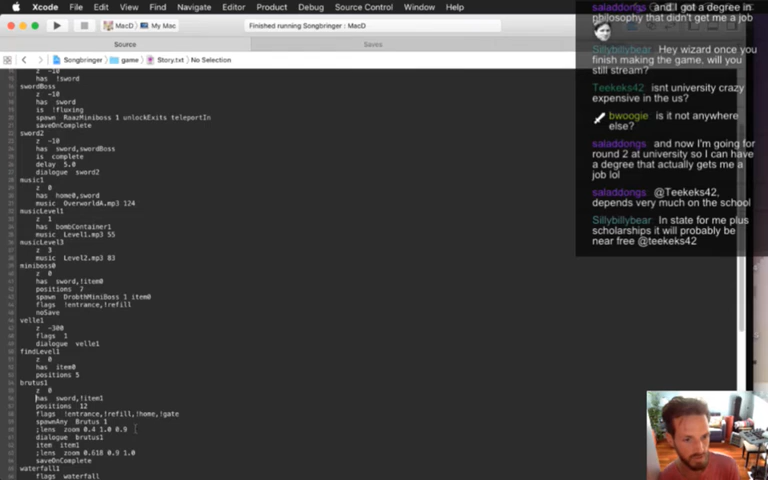 Xcode File Edit View Find Navigate Editor Product Debug Source Control Window Help
MacD My Mac
Finished running Songbringer : MacD
Source
Saves
Songbringer game Story.txt No Selection
z -10
has !sword
swordBoss
z -10
has sword
is !fluxing
spawn RaazMiniboss 1 unlockExits teleportIn
saveOnComplete
sword2
z -10
has sword,swordBoss
is complete
delay 5.0
dialogue sword2
music1
z 0
has home0,sword
music OverworldA.mp3 124
musicLevel1
z 1
has bombContainer1
music Level1.mp3 55
musicLevel3
z 3
music Level2.mp3 83
miniboss0
z 0
has sword,!item0
positions 7
spawn DrobthMiniBoss 1 item0
flags !entrance,!refill
noSave
velle1
z -300
flags 1
dialogue velle1
findLevel1
z 0
has item0
positions 5
brutus1
z 0
has sword,!item1
positions 12
flags !entrance,!refill,!home,!gate
spawnAny Brutus 1
;lens zoom 0.4 1.0 0.9
dialogue brutus1
item item1
;lens zoom 0.618 0.9 1.0
saveOnComplete
waterfall1
flags waterfall
saladdongs and I got a degree in
philosophy that didn't get me a job
Sillybillybear Hey wizard once you
finish making the game, will you
still stream?
Teekeks42 isnt university crazy
expensive in the us?
bwoogie is it not anywhere
else?
saladdongs and now I'm going for
round 2 at university so I can have
a degree that actually gets me a
job lol
saladdongs @Teekeks42,
depends very much on the school
Sillybillybear In state for me plus
scholarships it will probably be
near free @teekeks42